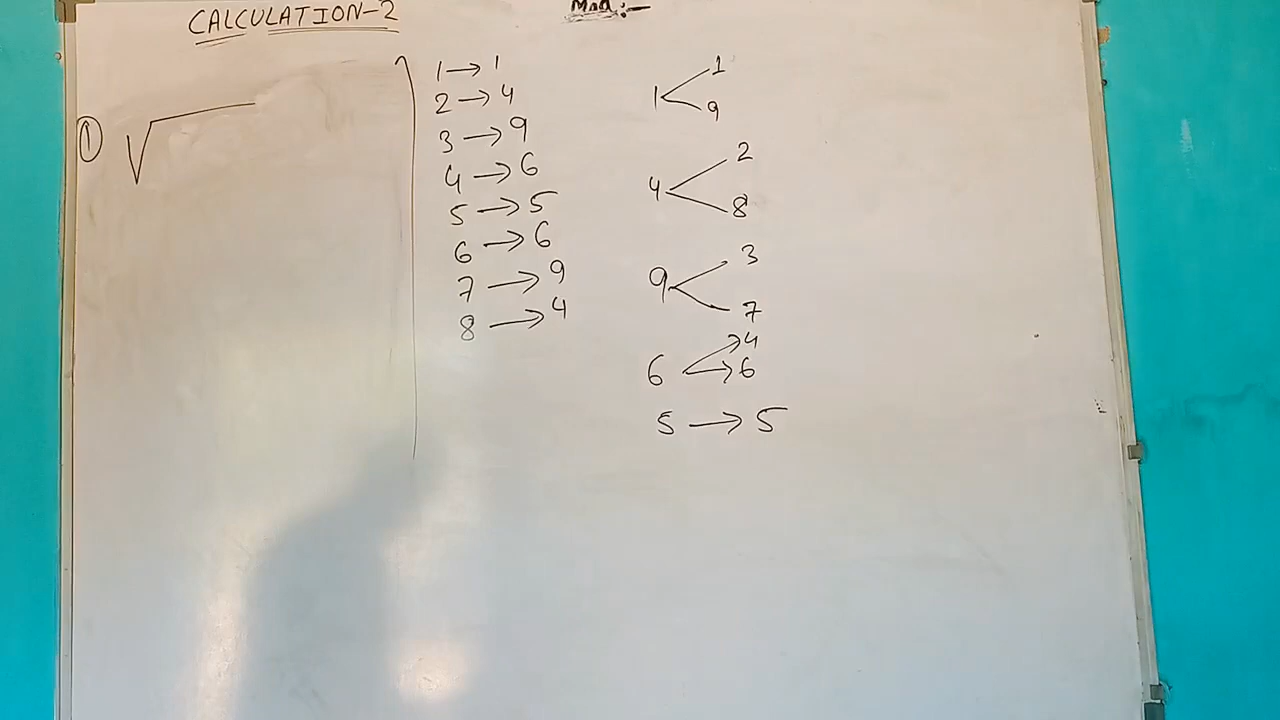 CALCULATION-2
① √
1 → 1
2 → 4
3 → 9
4 → 6
5 → 5
6 → 6
7 → 9
8 → 4
1 < 1
9
4 < 2
8
9 < 3
7
6 → 4
→ 6
5 → 5